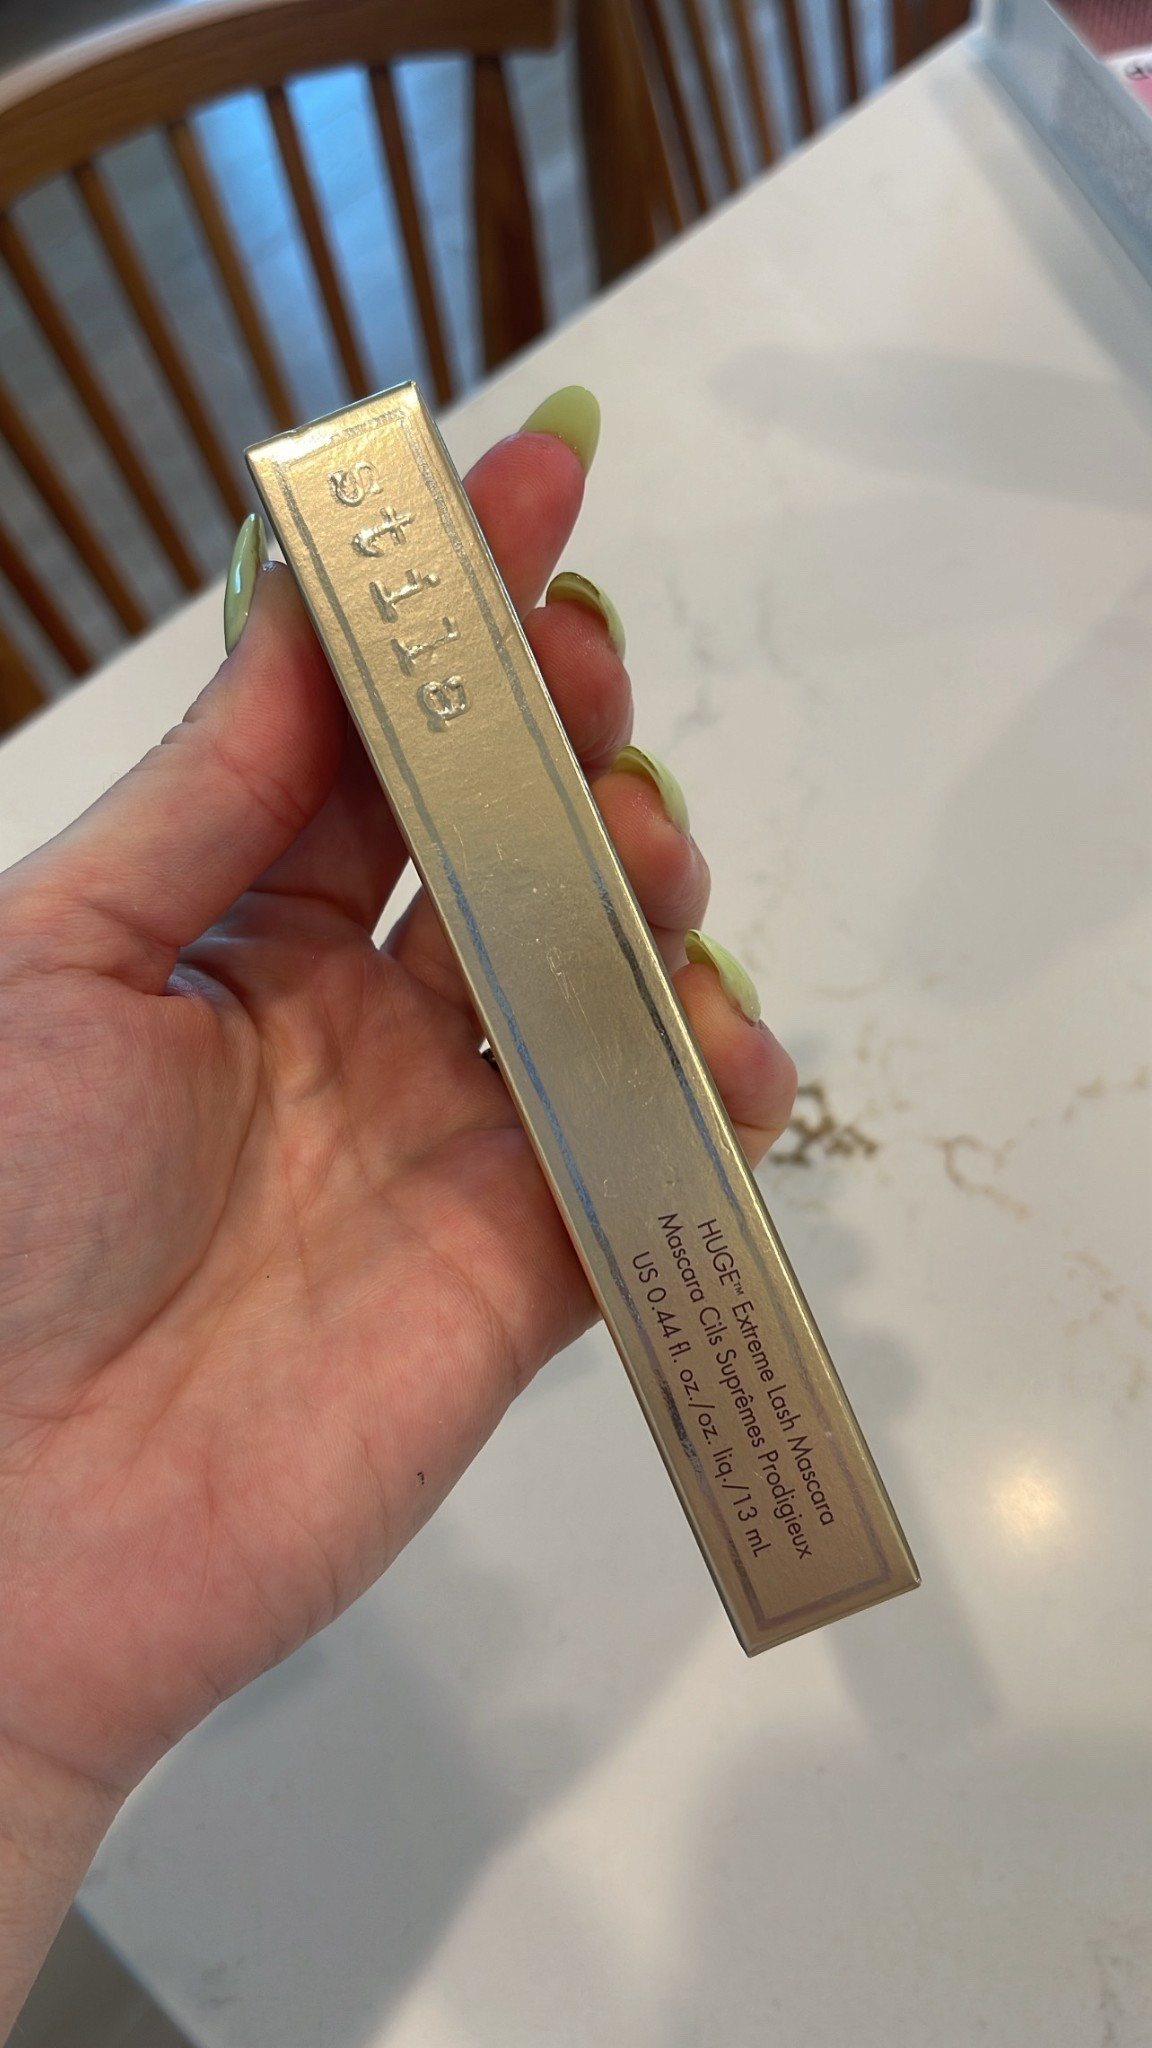 stila
HUGE™ Extreme Lash Mascara
Mascara Cils Suprêmes Prodigieux
US 0.44 fl. oz./oz. liq./13 mL